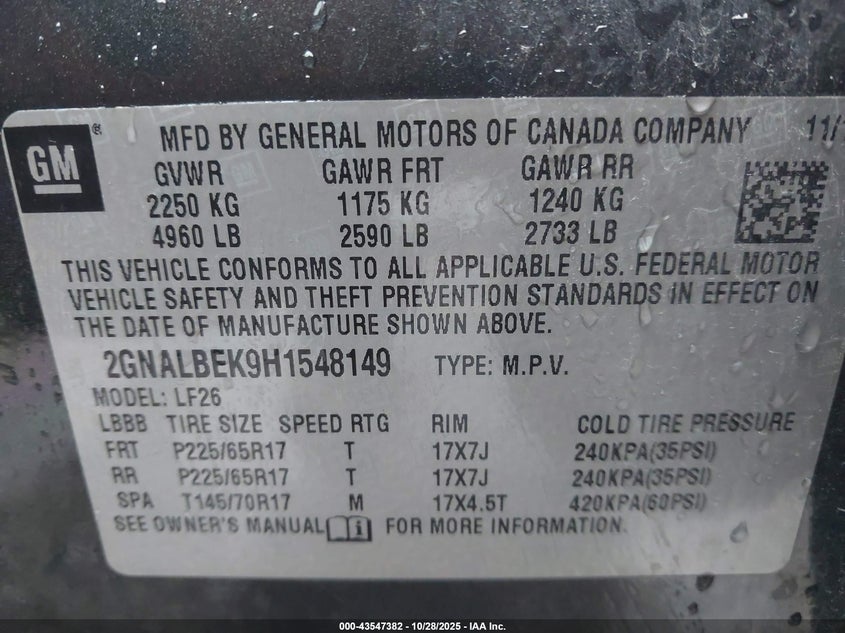 GM ® MFD BY GENERAL MOTORS OF CANADA COMPANY 11/
GVWR GAWR FRT GAWR RR
2250 KG 1175 KG 1240 KG
4960 LB 2590 LB 2733 LB
THIS VEHICLE CONFORMS TO ALL APPLICABLE U.S. FEDERAL MOTOR
VEHICLE SAFETY AND THEFT PREVENTION STANDARDS IN EFFECT ON
THE DATE OF MANUFACTURE SHOWN ABOVE.
2GNALBEK9H1548149 TYPE: M.P.V.
MODEL: LF26
LBBB TIRE SIZE SPEED RTG RIM COLD TIRE PRESSURE
FRT P225/65R17 T 17X7J 240KPA(35PSI)
RR P225/65R17 T 17X7J 240KPA(35PSI)
SPA T145/70R17 M 17X4.5T 420KPA(60PSI)
SEE OWNER'S MANUAL i FOR MORE INFORMATION.
000-43547382 - 10/28/2025 - IAA Inc.